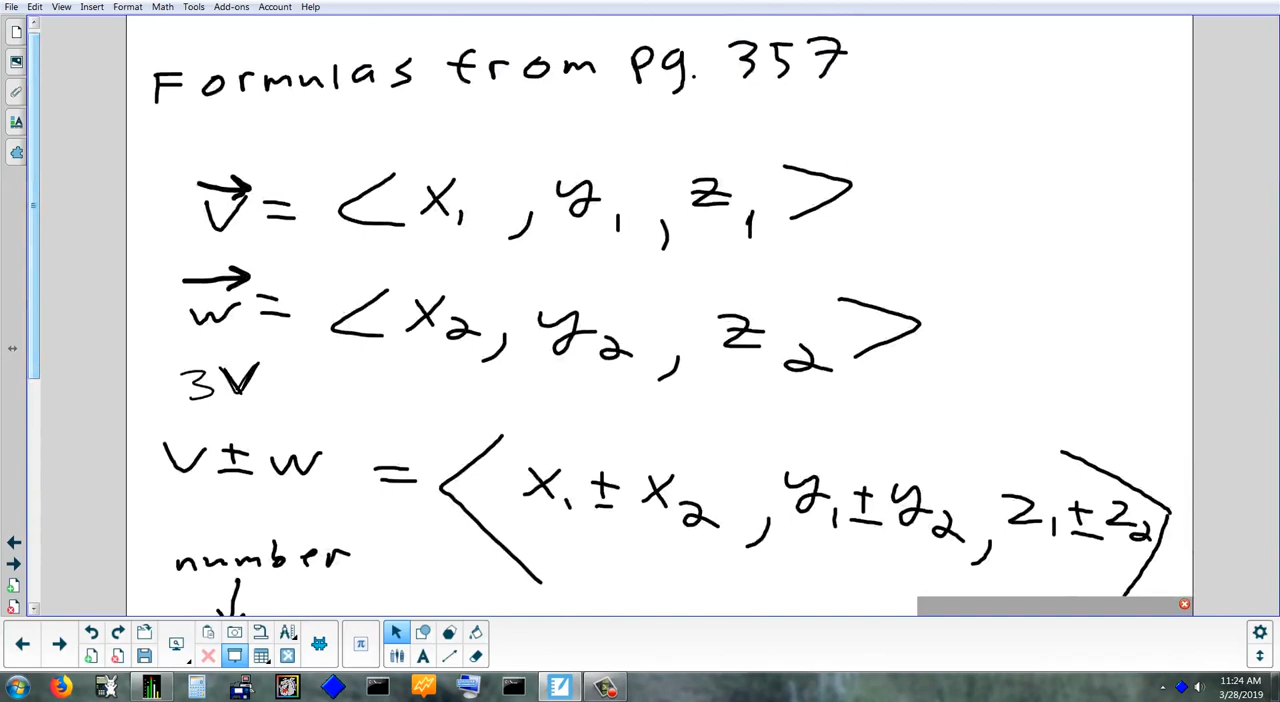 File Edit View Insert Format Math Tools Add-ons Account Help
Formulas from pg. 357
v = < x₁ , y₁ , z₁ >
w = < x₂ , y₂ , z₂ >
3V
v ± w = < x₁ ± x₂ , y₁ ± y₂ , z₁ ± z₂ >
number
π
A
11:24 AM
3/28/2019